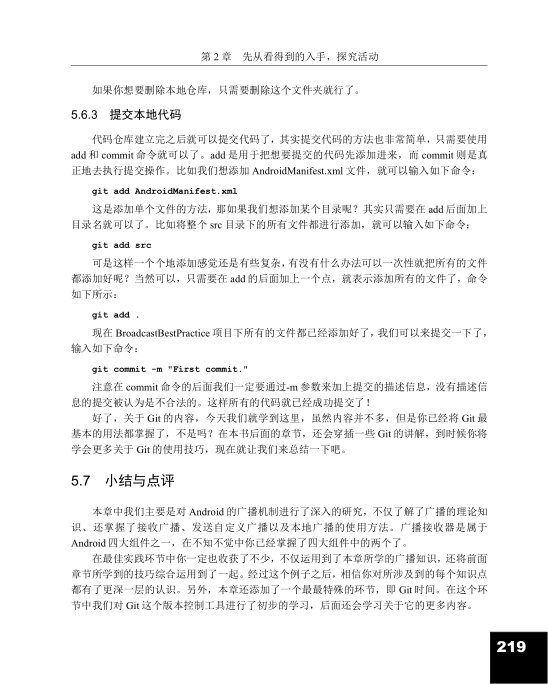 第 2 章　先从看得到的入手，探究活动
如果你想要删除本地仓库，只需要删除这个文件夹就行了。
5.6.3　提交本地代码
代码仓库建立完之后就可以提交代码了，其实提交代码的方法也非常简单，只需要使用
add 和 commit 命令就可以了。add 是用于把想要提交的代码先添加进来，而 commit 则是真
正地去执行提交操作。比如我们想添加 AndroidManifest.xml 文件，就可以输入如下命令：
git add AndroidManifest.xml
这是添加单个文件的方法，那如果我们想添加某个目录呢？其实只需要在 add 后面加上
目录名就可以了。比如将整个 src 目录下的所有文件都进行添加，就可以输入如下命令：
git add src
可是这样一个个地添加感觉还是有些复杂，有没有什么办法可以一次性就把所有的文件
都添加好呢？当然可以，只需要在 add 的后面加上一个点，就表示添加所有的文件了，命令
如下所示：
git add .
现在 BroadcastBestPractice 项目下所有的文件都已经添加好了，我们可以来提交一下了，
输入如下命令：
git commit -m "First commit."
注意在 commit 命令的后面我们一定要通过-m 参数来加上提交的描述信息，没有描述信
息的提交被认为是不合法的。这样所有的代码就已经成功提交了！
好了，关于 Git 的内容，今天我们就学到这里，虽然内容并不多，但是你已经将 Git 最
基本的用法都掌握了，不是吗？在本书后面的章节，还会穿插一些 Git 的讲解，到时候你将
学会更多关于 Git 的使用技巧，现在就让我们来总结一下吧。
5.7　小结与点评
本章中我们主要是对 Android 的广播机制进行了深入的研究，不仅了解了广播的理论知
识、还掌握了接收广播、发送自定义广播以及本地广播的使用方法。广播接收器是属于
Android 四大组件之一，在不知不觉中你已经掌握了四大组件中的两个了。
在最佳实践环节中你一定也收获了不少，不仅运用到了本章所学的广播知识，还将前面
章节所学到的技巧综合运用到了一起。经过这个例子之后，相信你对所涉及到的每个知识点
都有了更深一层的认识。另外，本章还添加了一个最最特殊的环节，即 Git 时间。在这个环
节中我们对 Git 这个版本控制工具进行了初步的学习，后面还会学习关于它的更多内容。
219